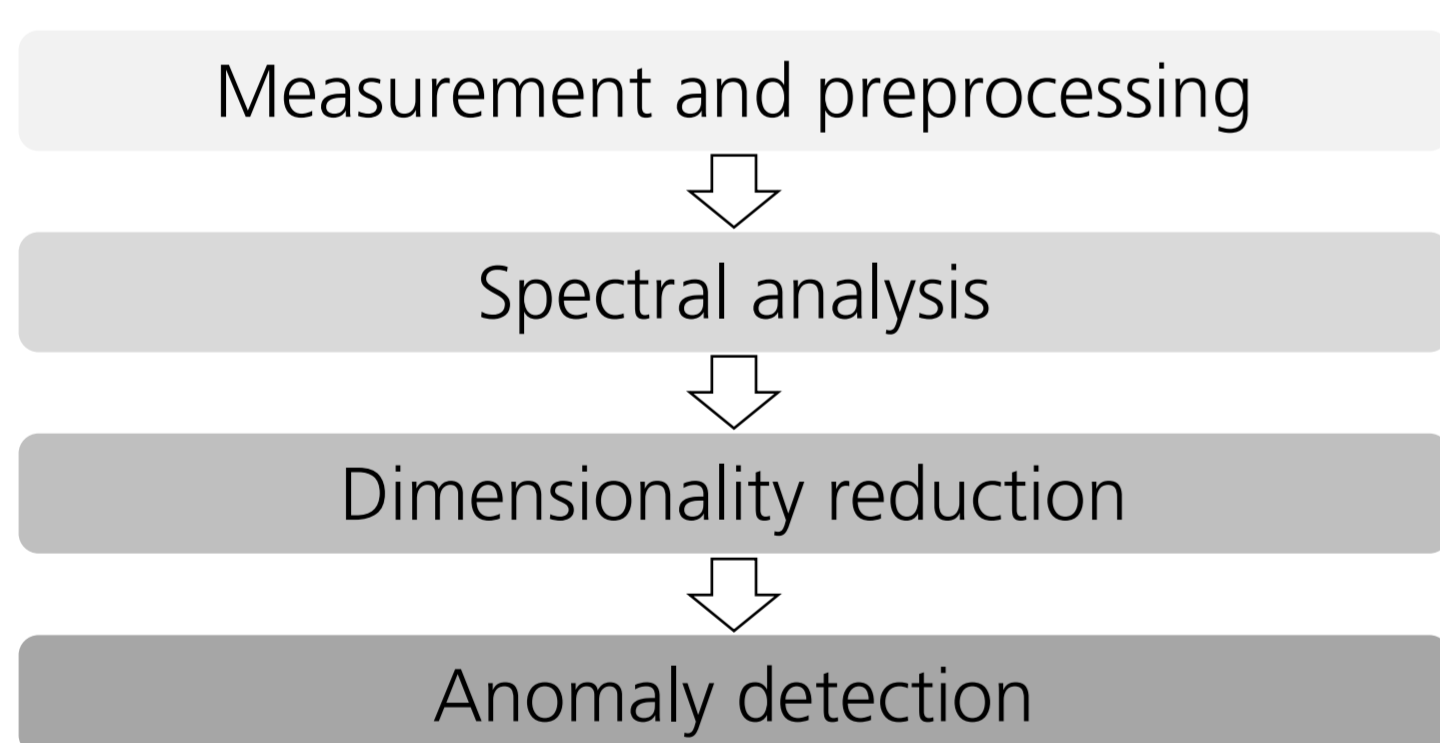 Measurement and preprocessing
Spectral analysis
Dimensionality reduction
Anomaly detection